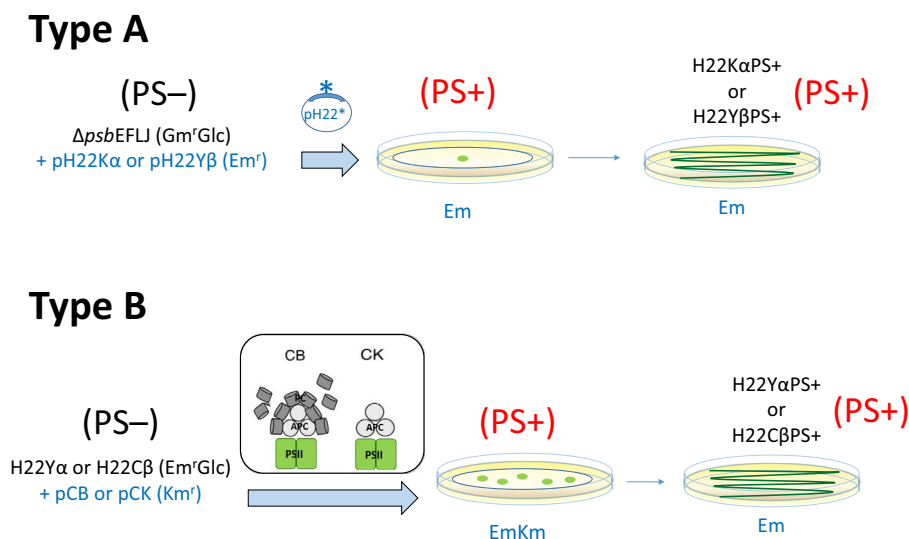 Type A
(PS–)
ΔpsbEFLJ (GmʳGlc)
+ pH22Kα or pH22Yβ (Emʳ)
*
pH22*
(PS+)
Em
H22KαPS+
or
H22YβPS+
(PS+)
Em
Type B
(PS–)
H22Yα or H22Cβ (EmʳGlc)
+ pCB or pCK (Kmʳ)
CB
CK
PC
APC
APC
PSII
PSII
(PS+)
EmKm
H22YαPS+
or
H22CβPS+
(PS+)
Em